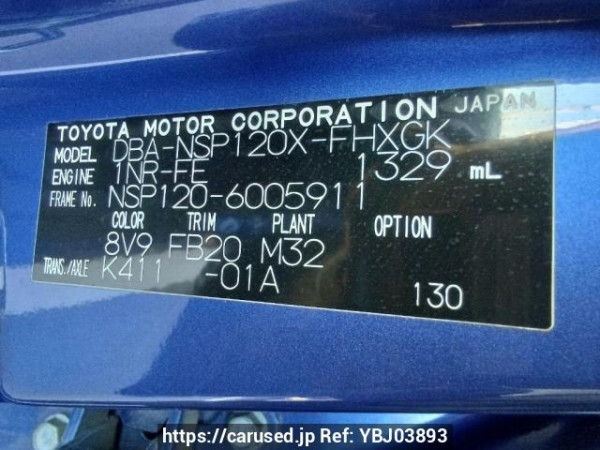 TOYOTA MOTOR CORPORATION JAPAN
MODEL DBA-NSP120X-FHXGK
ENGINE 1NR-FE 1329 mL
FRAME No. NSP120-6005911
COLOR TRIM PLANT OPTION
8V9 FB20 M32
TRANS./AXLE K411 -01A
130
https://carused.jp Ref: YBJ03893